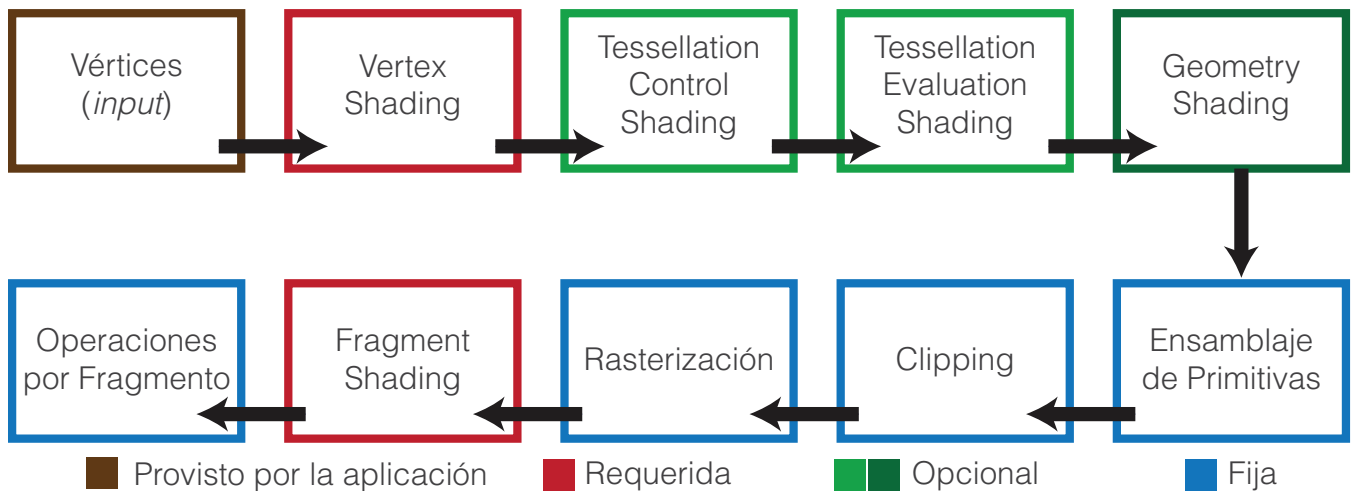 Vértices
(input)
Vertex
Shading
Tessellation
Control
Shading
Tessellation
Evaluation
Shading
Geometry
Shading
Operaciones
por Fragmento
Fragment
Shading
Rasterización
Clipping
Ensamblaje
de Primitivas
Provisto por la aplicación
Requerida
Opcional
Fija